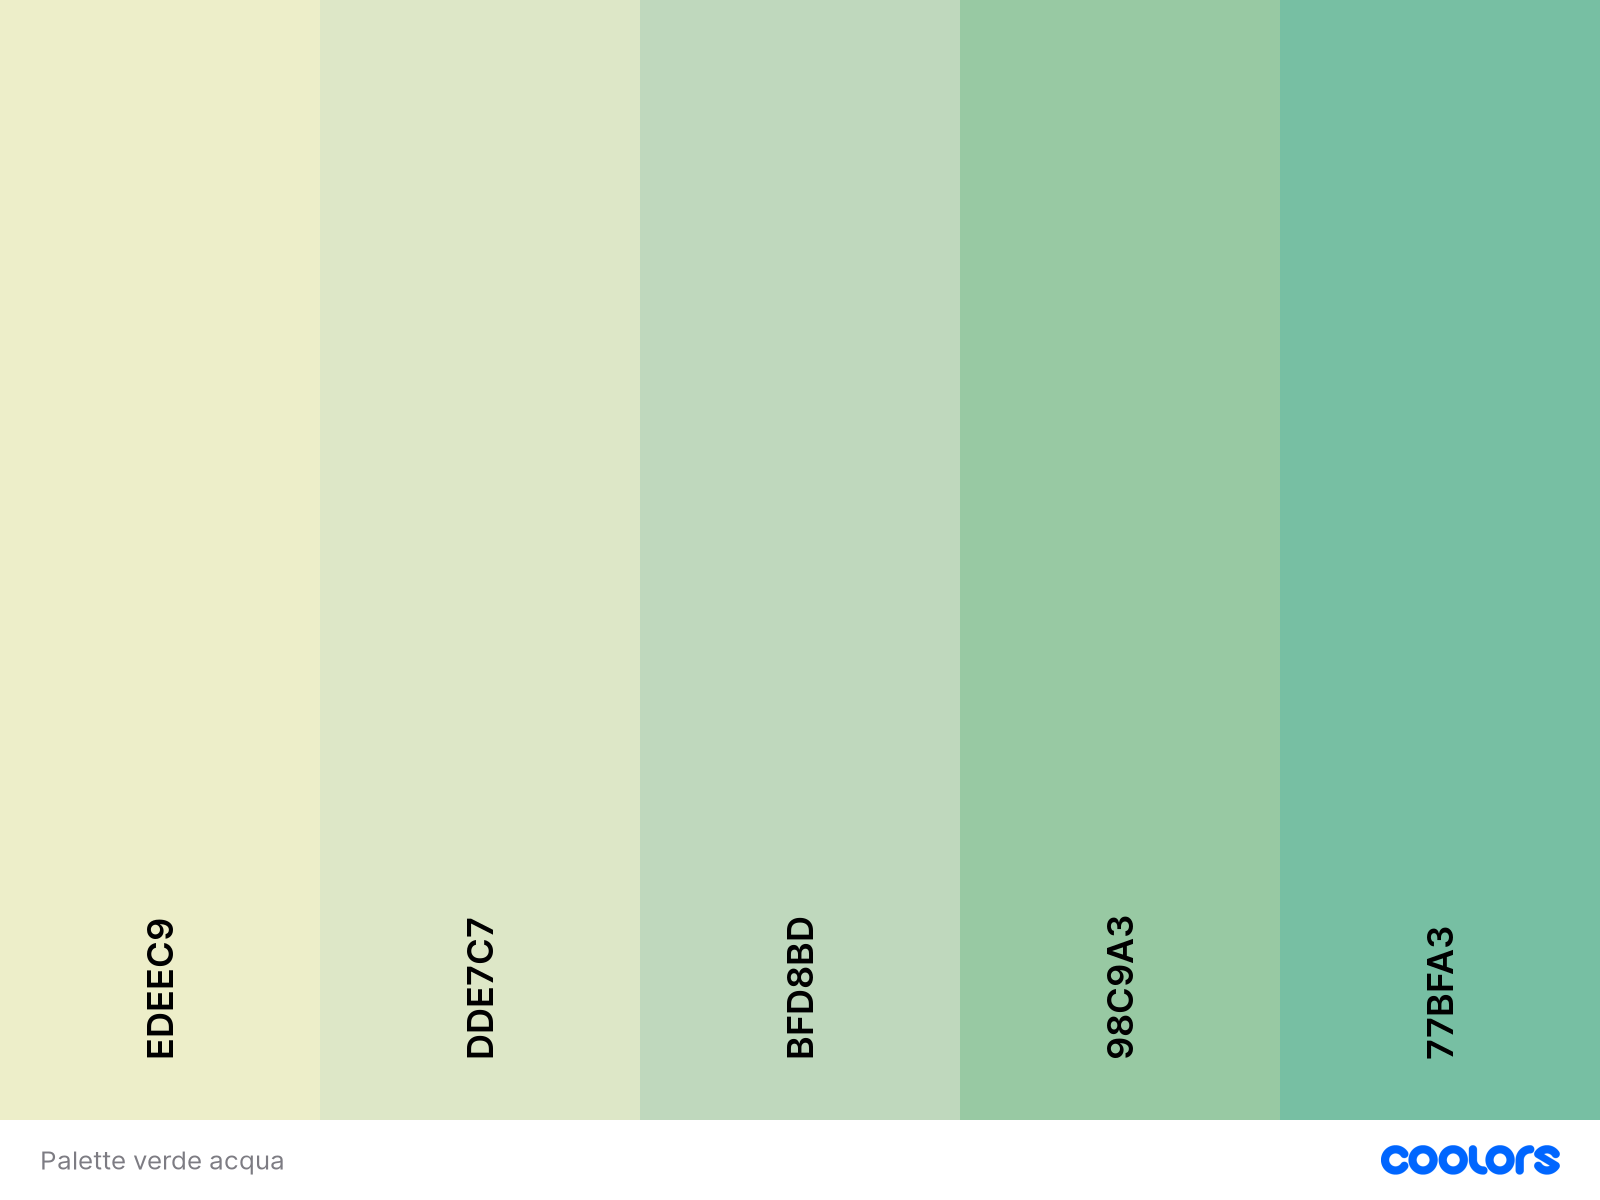 EDEEC9
DDE7C7
BFD8BD
98C9A3
77BFA3
Palette verde acqua
coolors